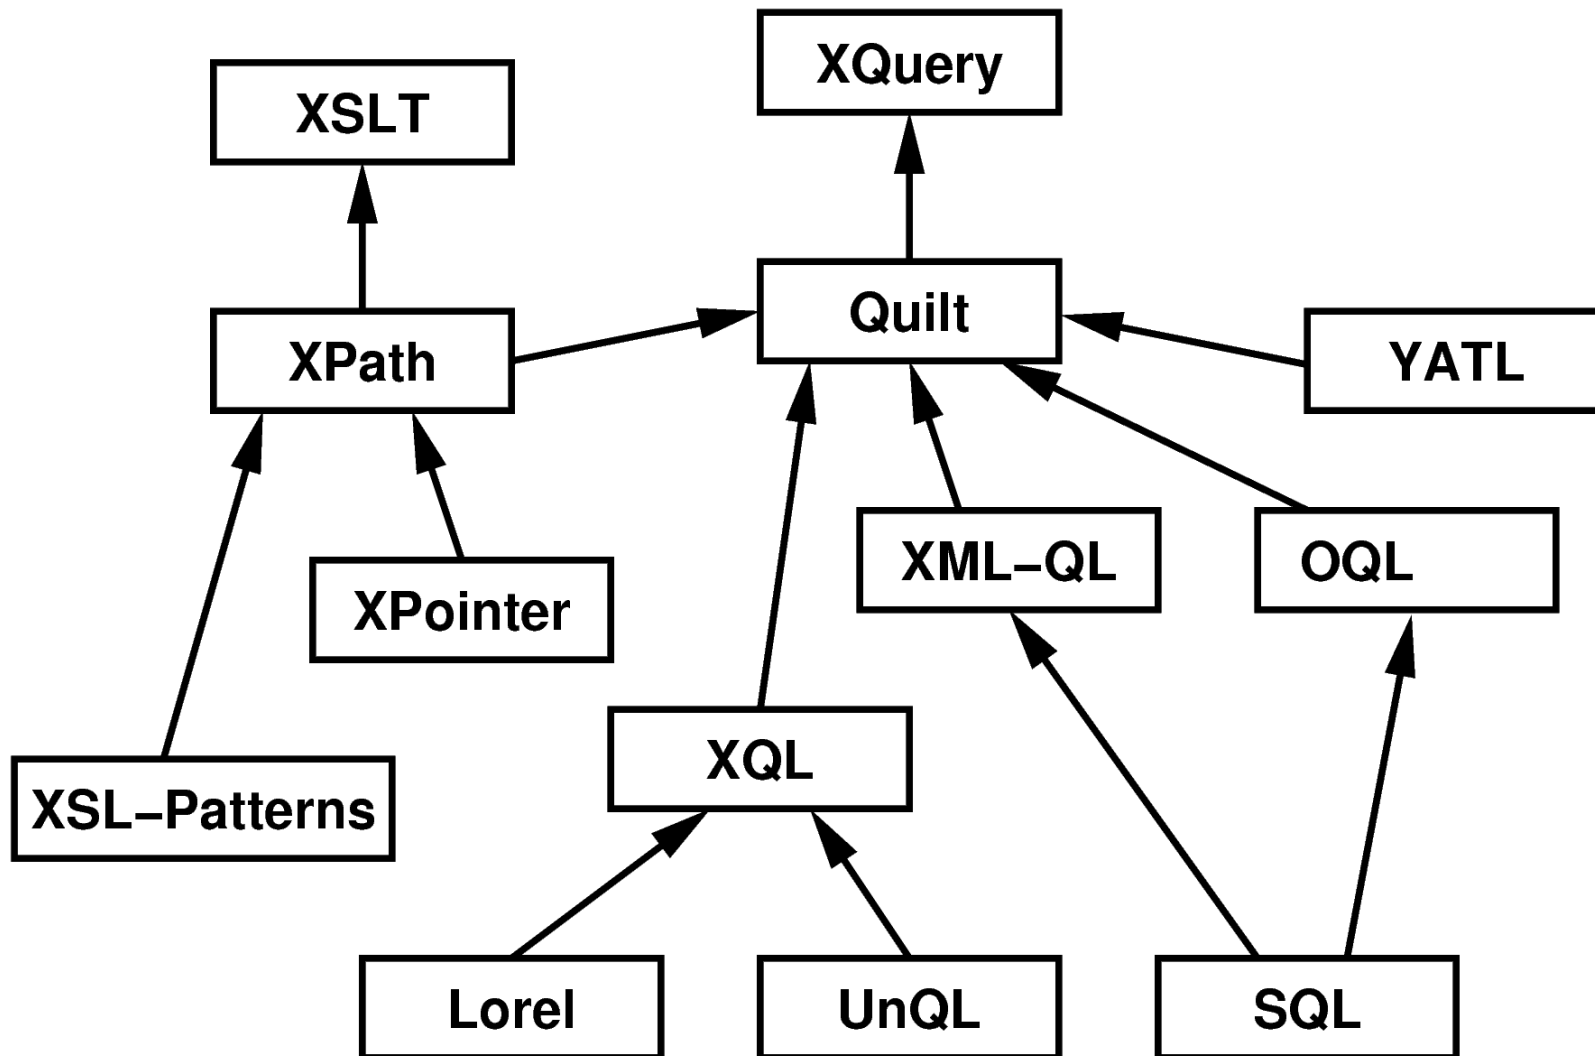 XQuery
XSLT
Quilt
XPath
YATL
XML–QL
OQL
XPointer
XQL
XSL–Patterns
Lorel
UnQL
SQL